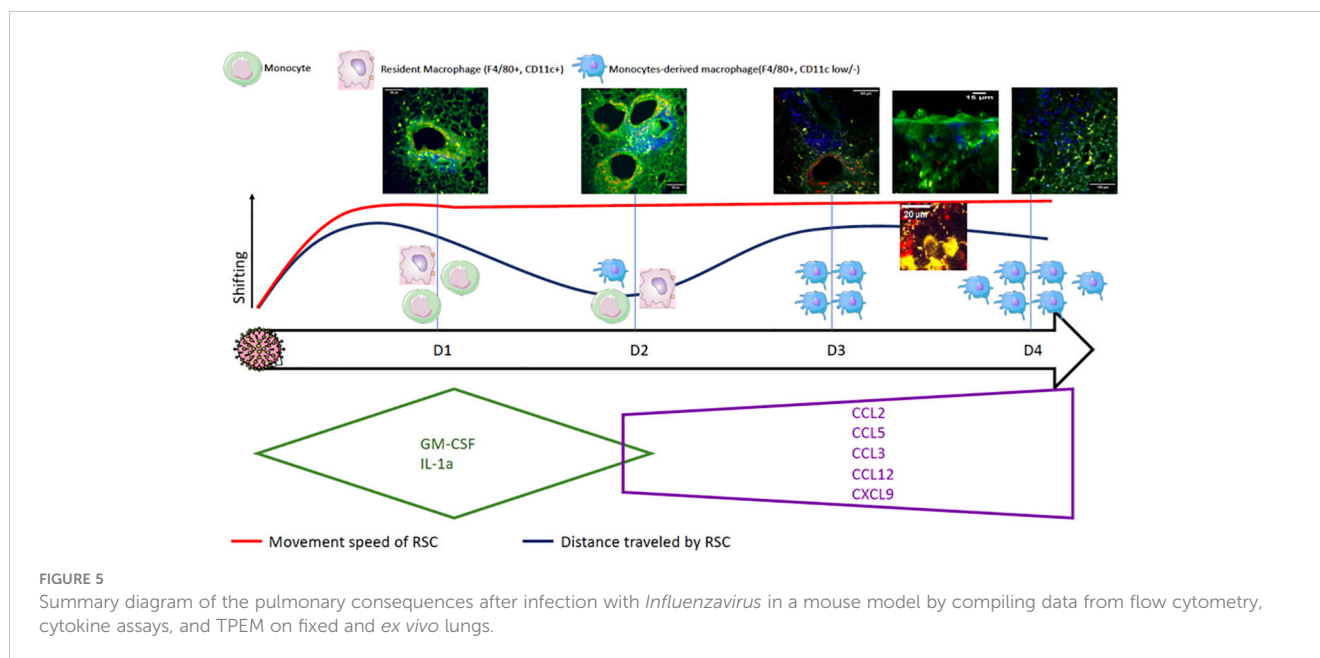 Monocyte
Resident Macrophage (F4/80+, CD11c+)
Monocytes-derived macrophage(F4/80+, CD11c low/-)
15 µm
20 µm
Shifting
D1
D2
D3
D4
GM-CSF
IL-1a
CCL2
CCL5
CCL3
CCL12
CXCL9
Movement speed of RSC
Distance traveled by RSC
FIGURE 5
Summary diagram of the pulmonary consequences after infection with Influenzavirus in a mouse model by compiling data from flow cytometry,
cytokine assays, and TPEM on fixed and ex vivo lungs.